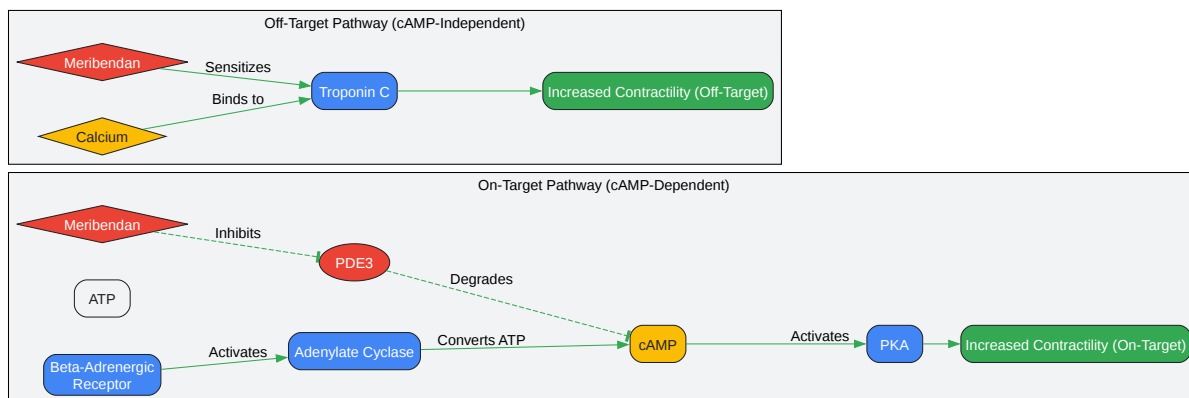 Off-Target Pathway (cAMP-Independent)
Meribendan
Sensitizes
Binds to
Troponin C
Increased Contractility (Off-Target)
Calcium
On-Target Pathway (cAMP-Dependent)
Meribendan
Inhibits
PDE3
Degrades
ATP
Beta-Adrenergic
Receptor
Activates
Adenylate Cyclase
Converts ATP
cAMP
Activates
PKA
Increased Contractility (On-Target)